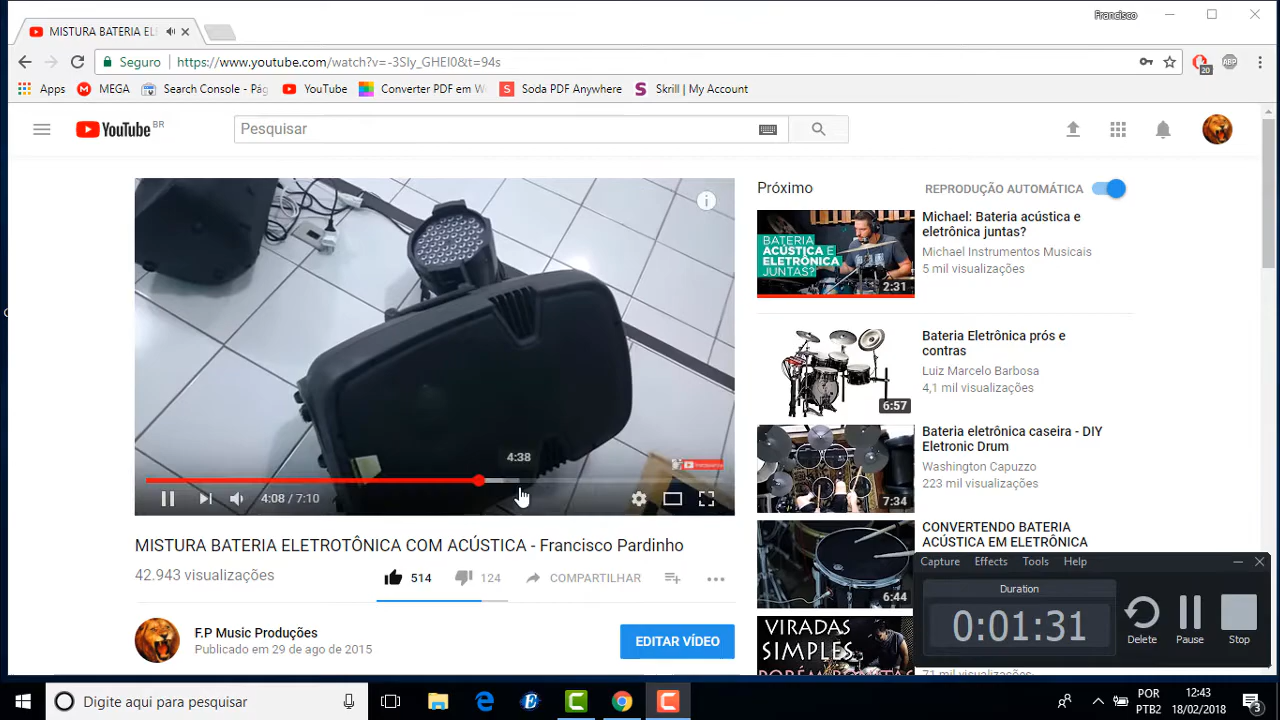 Francisco
MISTURA BATERIA EL
Seguro https://www.youtube.com/watch?v=-3Sly_GHEI0&t=94s
ABP
20
Apps MEGA Search Console - Pág YouTube Converter PDF em W Soda PDF Anywhere Skrill | My Account
YouTube BR
Pesquisar
4:38
4:08 / 7:10
MISTURA BATERIA ELETROTÔNICA COM ACÚSTICA - Francisco Pardinho
42.943 visualizações
514 124 COMPARTILHAR
F.P Music Produções
Publicado em 29 de ago de 2015
EDITAR VÍDEO
Próximo REPRODUÇÃO AUTOMÁTICA
BATERIA
ACÚSTICA E
ELETRÔNICA
JUNTAS?
2:31
Michael: Bateria acústica e
eletrônica juntas?
Michael Instrumentos Musicais
5 mil visualizações
6:57
Bateria Eletrônica prós e
contras
Luiz Marcelo Barbosa
4,1 mil visualizações
7:34
Bateria eletrônica caseira - DIY
Eletronic Drum
Washington Capuzzo
223 mil visualizações
6:44
CONVERTENDO BATERIA
ACÚSTICA EM ELETRÔNICA
VIRADAS
SIMPLES
71 mil visualizações
Capture Effects Tools Help
Duration
0:01:31
Delete Pause Stop
Digite aqui para pesquisar
POR
PTB2
12:43
18/02/2018
3